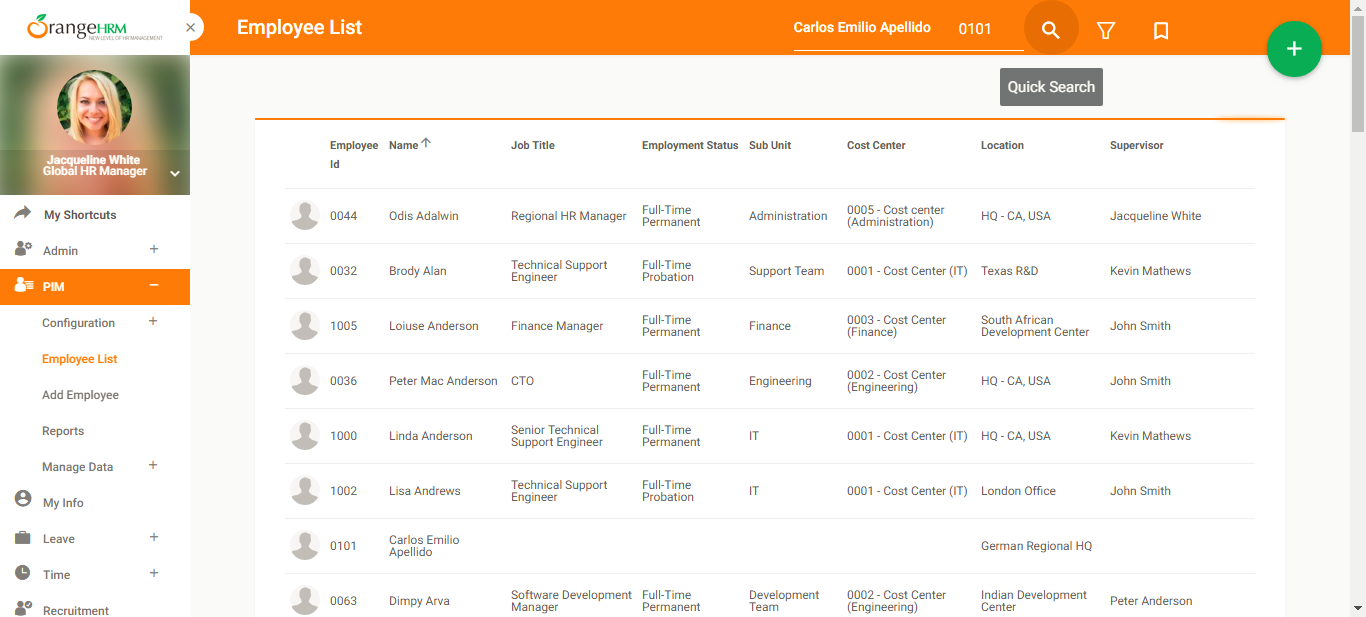 OrangeHRM
NEW LEVEL OF HR MANAGEMENT
Employee List
Carlos Emilio Apellido 0101
Quick Search
Jacqueline White
Global HR Manager
My Shortcuts
Admin
PIM
Configuration
Employee List
Add Employee
Reports
Manage Data
My Info
Leave
Time
Recruitment
Employee Id Name Job Title Employment Status Sub Unit Cost Center Location Supervisor
0044 Odis Adalwin Regional HR Manager Full-Time Permanent Administration 0005 - Cost center (Administration) HQ - CA, USA Jacqueline White
0032 Brody Alan Technical Support Engineer Full-Time Probation Support Team 0001 - Cost Center (IT) Texas R&D Kevin Mathews
1005 Loiuse Anderson Finance Manager Full-Time Permanent Finance 0003 - Cost Center (Finance) South African Development Center John Smith
0036 Peter Mac Anderson CTO Full-Time Permanent Engineering 0002 - Cost Center (Engineering) HQ - CA, USA John Smith
1000 Linda Anderson Senior Technical Support Engineer Full-Time Permanent IT 0001 - Cost Center (IT) HQ - CA, USA Kevin Mathews
1002 Lisa Andrews Technical Support Engineer Full-Time Probation IT 0001 - Cost Center (IT) London Office John Smith
0101 Carlos Emilio Apellido German Regional HQ
0063 Dimpy Arva Software Development Manager Full-Time Permanent Development Team 0002 - Cost Center (Engineering) Indian Development Center Peter Anderson